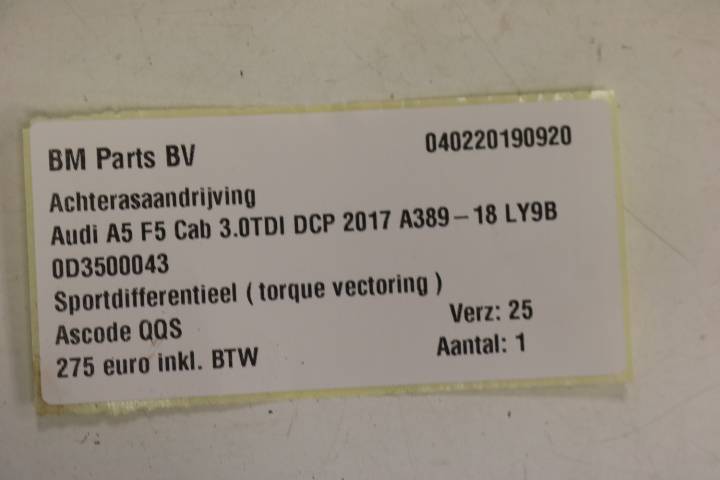 BM Parts BV 040220190920
Achterasaandrijving
Audi A5 F5 Cab 3.0TDI DCP 2017 A389-18 LY9B
0D3500043
Sportdifferentieel ( torque vectoring )
Ascode QQS Verz: 25
275 euro inkl. BTW Aantal: 1